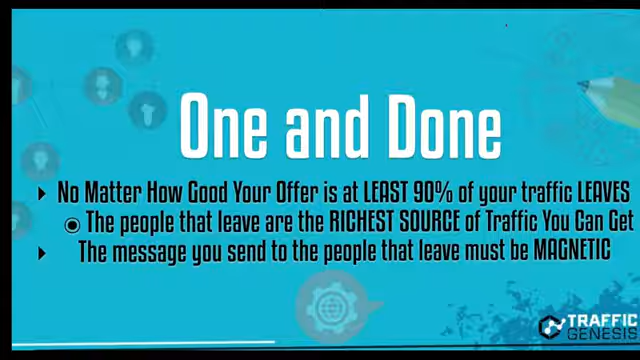 One and Done
No Matter How Good Your Offer is at LEAST 90% of your traffic LEAVES
The people that leave are the RICHEST SOURCE of Traffic You Can Get
The message you send to the people that leave must be MAGNETIC
TRAFFIC
GENESIS